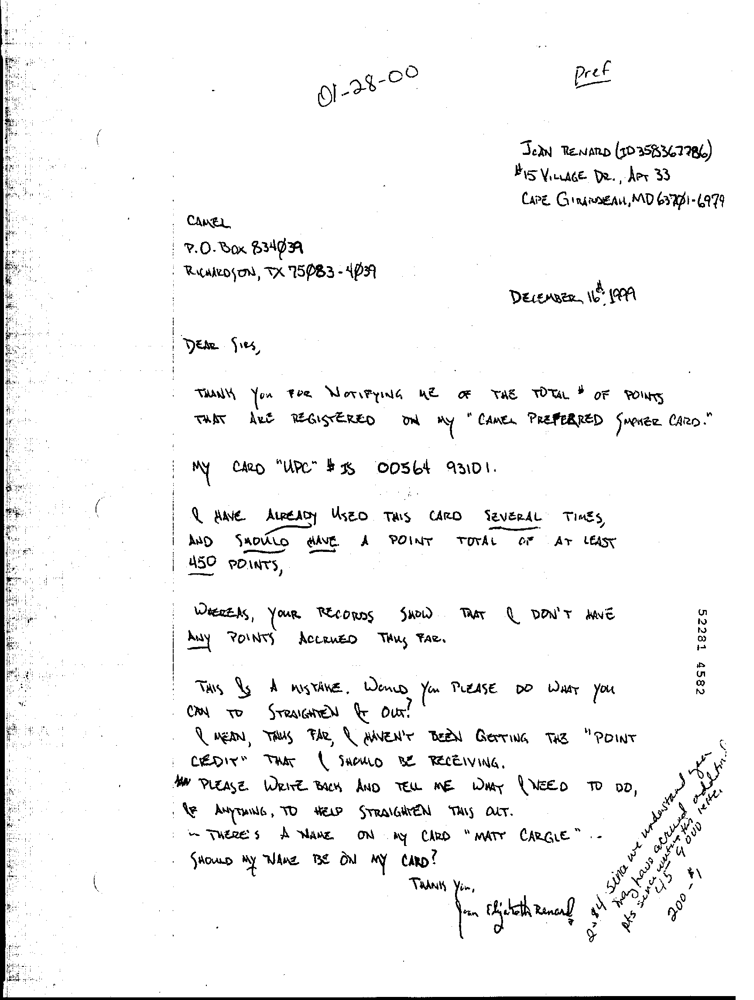 01-28-00
Pref
JOAN RENARD (ID358367786)
#15 VILLAGE DR., APT 33
CAPE GIRARDEAU, MO 63701-6979
CAMEL
P.O. BOX 834039
RICHARDSON, TX 75083-4039
DECEMBER 16th, 1999
DEAR SIRS,
THANK YOU FOR NOTIFYING ME OF THE TOTAL # OF POINTS
THAT ARE REGISTERED ON MY "CAMEL PREFERRED SMOKER CARD."
MY CARD "UPC" # IS 00564 93101.
I HAVE ALREADY USED THIS CARD SEVERAL TIMES,
AND SHOULD HAVE A POINT TOTAL OF AT LEAST
450 POINTS,
WHEREAS, YOUR RECORDS SHOW THAT I DON'T HAVE
ANY POINTS ACCRUED THUS FAR.
THIS IS A MISTAKE. WOULD YOU PLEASE DO WHAT YOU
CAN TO STRAIGHTEN IT OUT?
I MEAN, THUS FAR, I HAVEN'T BEEN GETTING THE "POINT
CREDIT" THAT I SHOULD BE RECEIVING.
PLEASE WRITE BACK AND TELL ME WHAT I NEED TO DO,
IF ANYTHING, TO HELP STRAIGHTEN THIS OUT.
- THERE'S A NAME ON MY CARD "MATT CARGLE" --
SHOULD MY NAME BE ON MY CARD?
THANK YOU,
Joan Elizabeth Renard
52281 4582
2-84 since we understand you
may have accrued addition.
pts since writing this lette.
45- 9000
200 - #1